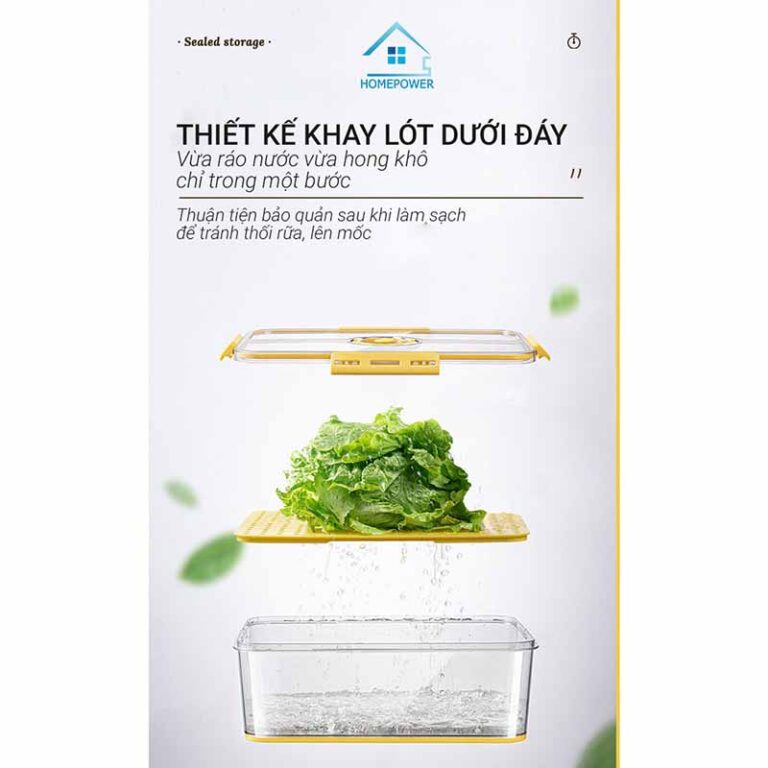 · Sealed storage ·
HOMEPOWER
THIẾT KẾ KHAY LÓT DƯỚI ĐÁY
Vừa ráo nước vừa hong khô
chỉ trong một bước
Thuận tiện bảo quản sau khi làm sạch
để tránh thối rữa, lên mốc